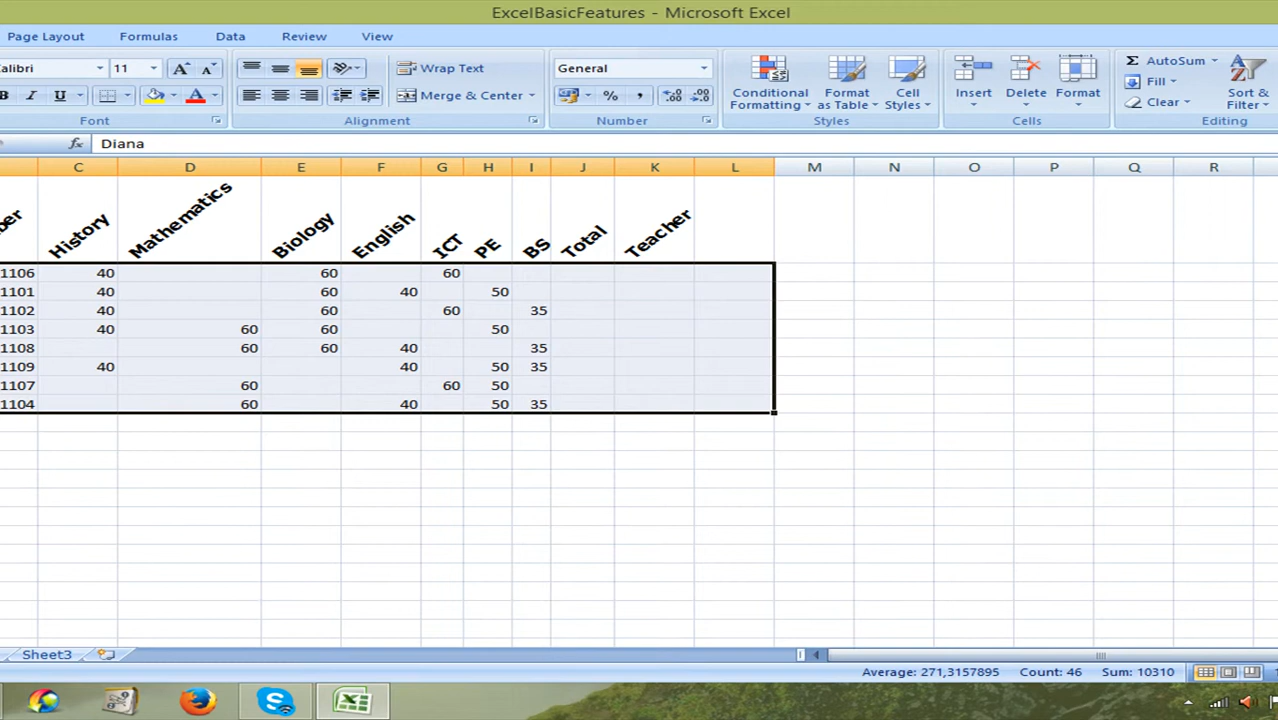 ExcelBasicFeatures - Microsoft Excel
Page Layout Formulas Data Review View
11 Wrap Text General AutoSum
Merge & Center % , Fill
Conditional Formatting Format as Table Cell Styles Insert Delete Format Clear Sort & Filter
Font Alignment Number Styles Cells Editing
fx Diana
C D E F G H I J K L M N O P Q R
History Mathematics Biology English ICT PE BS Total Teacher
1106 40 60 60
1101 40 60 40 50
1102 40 60 60 35
1103 40 60 60 50
1108 60 60 40 35
1109 40 40 50 35
1107 60 60 50
1104 60 40 50 35
Sheet3
Average: 271,3157895 Count: 46 Sum: 10310